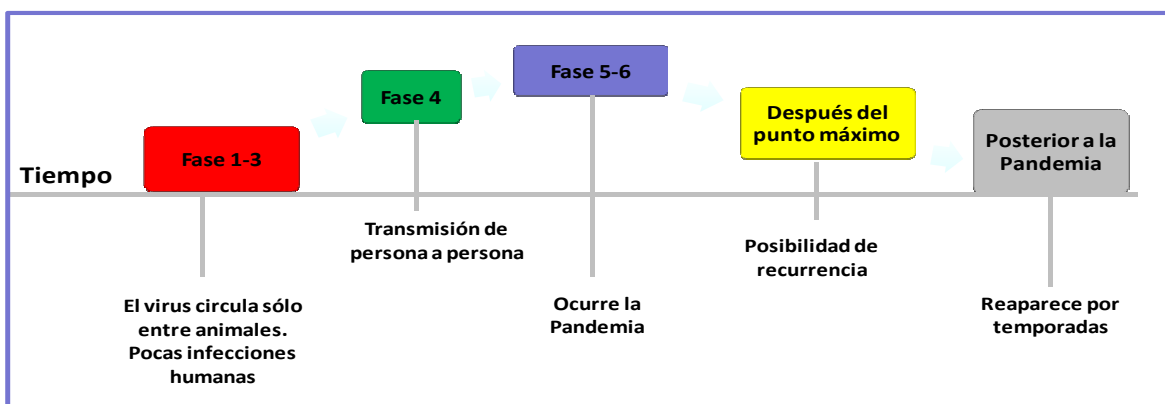 Fase 5-6
Fase 4
Después del
punto máximo
Fase 1-3
Posterior a la
Pandemia
Tiempo
Transmisión de
persona a persona
Posibilidad de
recurrencia
El virus circula sólo
entre animales.
Pocas infecciones
humanas
Ocurre la
Pandemia
Reaparece por
temporadas